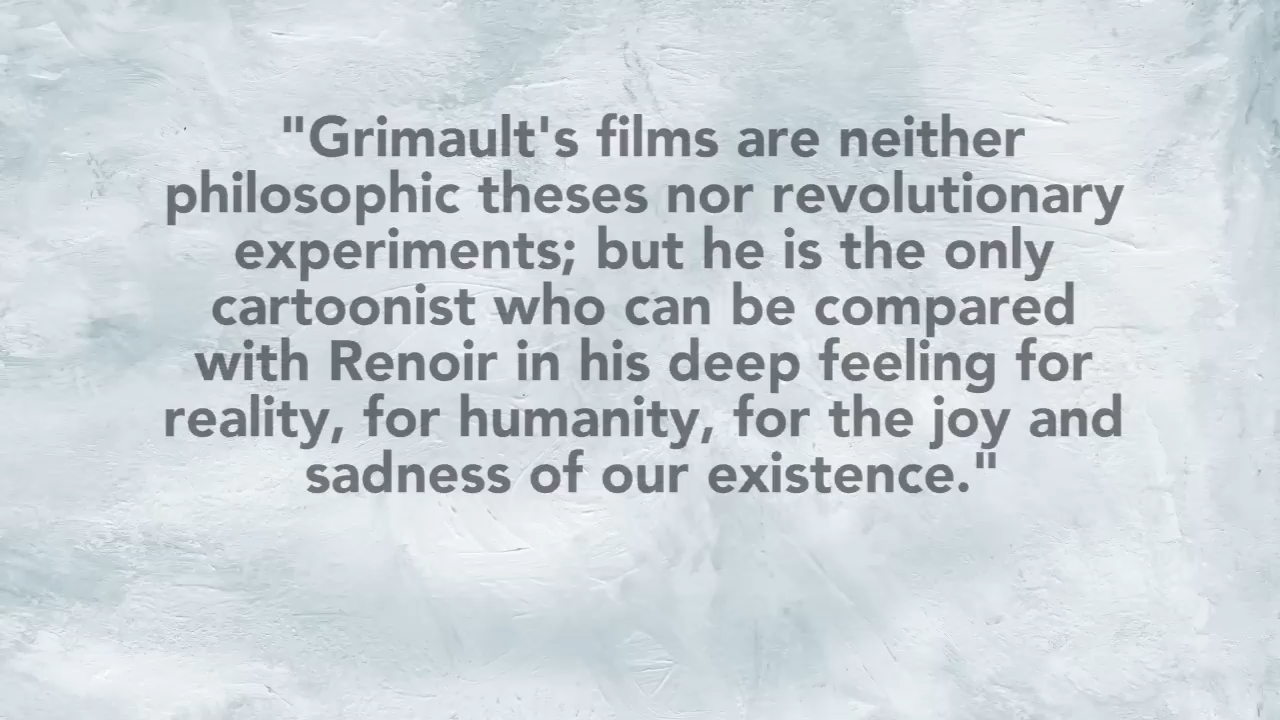 "Grimault's films are neither
philosophic theses nor revolutionary
experiments; but he is the only
cartoonist who can be compared
with Renoir in his deep feeling for
reality, for humanity, for the joy and
sadness of our existence."